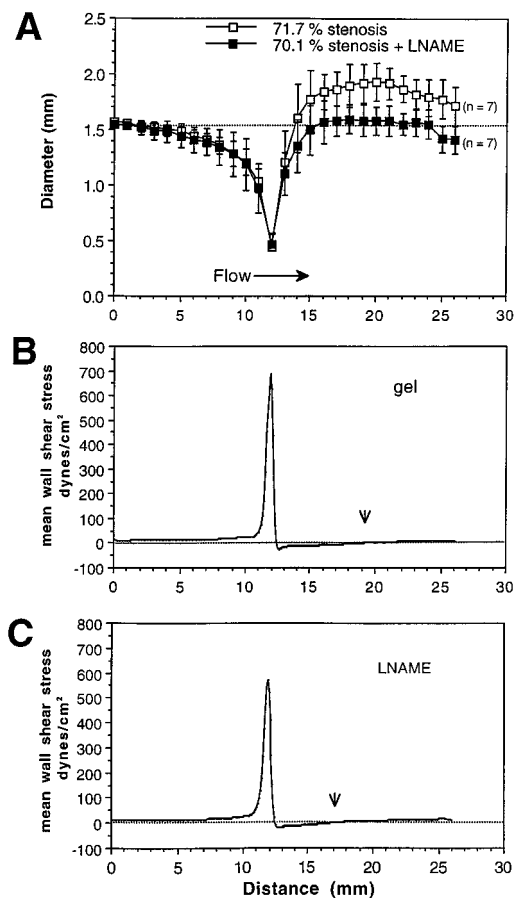 A
71.7 % stenosis
70.1 % stenosis + LNAME
2.5
2.0
1.5
1.0
0.5
0.0
Diameter (mm)
(n = 7)
(n = 7)
Flow
0 5 10 15 20 25 30
B
800
700
600
500
400
300
200
100
0
-100
mean wall shear stress
dynes/cm²
gel
0 5 10 15 20 25 30
C
800
700
600
500
400
300
200
100
0
-100
mean wall shear stress
dynes/cm²
LNAME
0 5 10 15 20 25 30
Distance (mm)